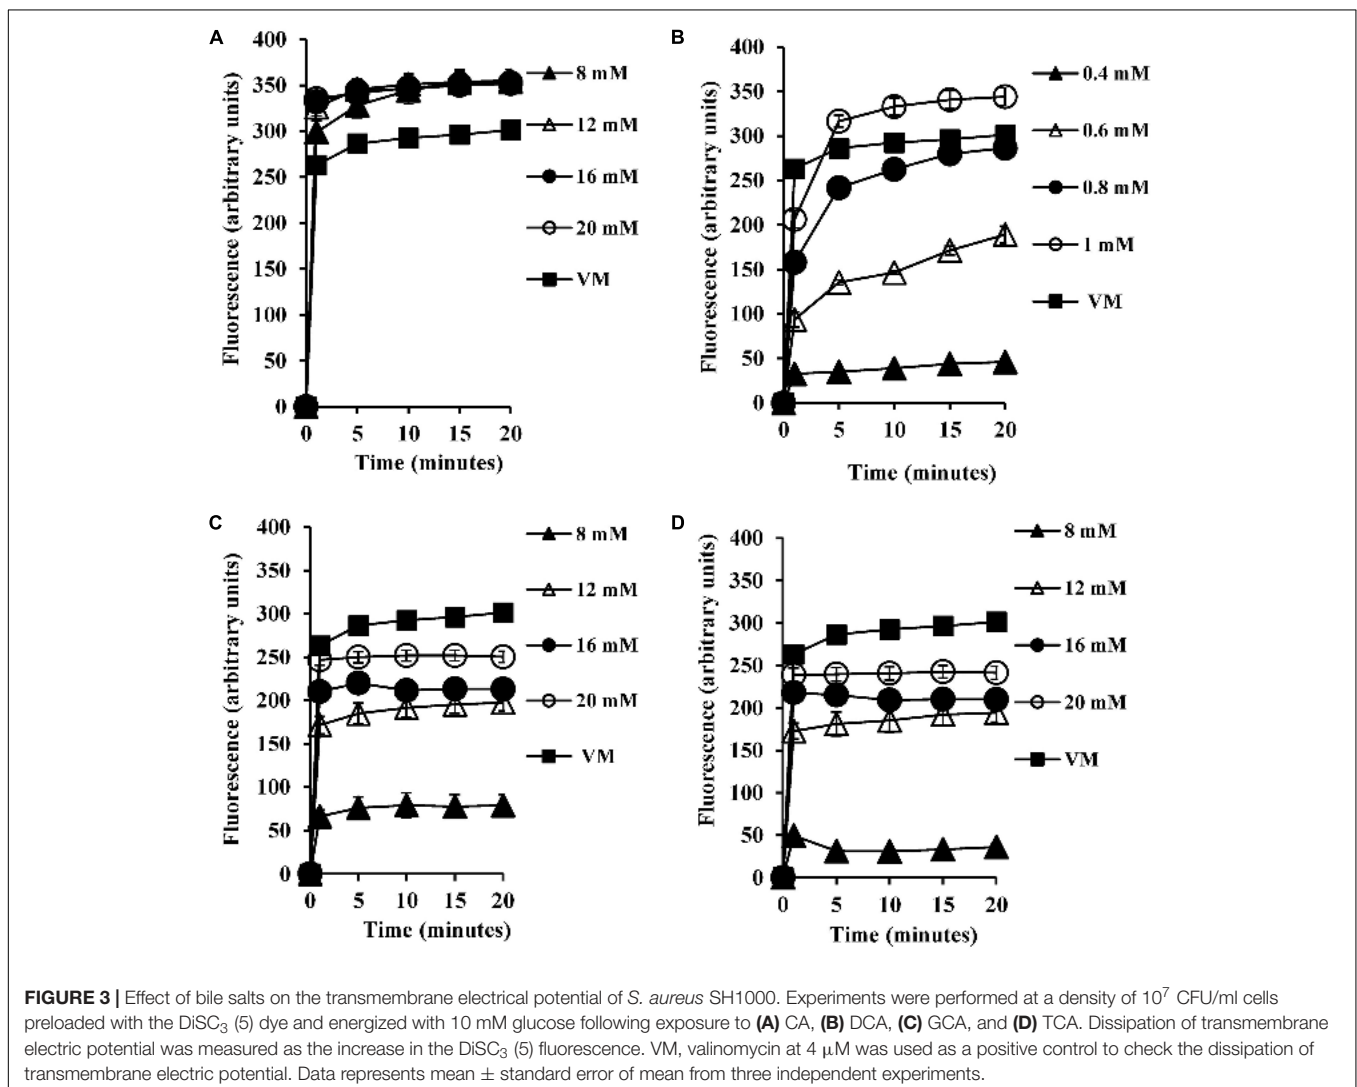 A
Fluorescence (arbitrary units)
400
350
300
250
200
150
100
50
0
0 5 10 15 20
Time (minutes)
8 mM
12 mM
16 mM
20 mM
VM
B
Fluorescence (arbitrary units)
400
350
300
250
200
150
100
50
0
0 5 10 15 20
Time (minutes)
0.4 mM
0.6 mM
0.8 mM
1 mM
VM
C
Fluorescence (arbitrary units)
400
350
300
250
200
150
100
50
0
0 5 10 15 20
Time (minutes)
8 mM
12 mM
16 mM
20 mM
VM
D
Fluorescence (arbitrary units)
400
350
300
250
200
150
100
50
0
0 5 10 15 20
Time (minutes)
8 mM
12 mM
16 mM
20 mM
VM
FIGURE 3 | Effect of bile salts on the transmembrane electrical potential of S. aureus SH1000. Experiments were performed at a density of 10⁷ CFU/ml cells
preloaded with the DiSC₃ (5) dye and energized with 10 mM glucose following exposure to (A) CA, (B) DCA, (C) GCA, and (D) TCA. Dissipation of transmembrane
electric potential was measured as the increase in the DiSC₃ (5) fluorescence. VM, valinomycin at 4 μM was used as a positive control to check the dissipation of
transmembrane electric potential. Data represents mean ± standard error of mean from three independent experiments.